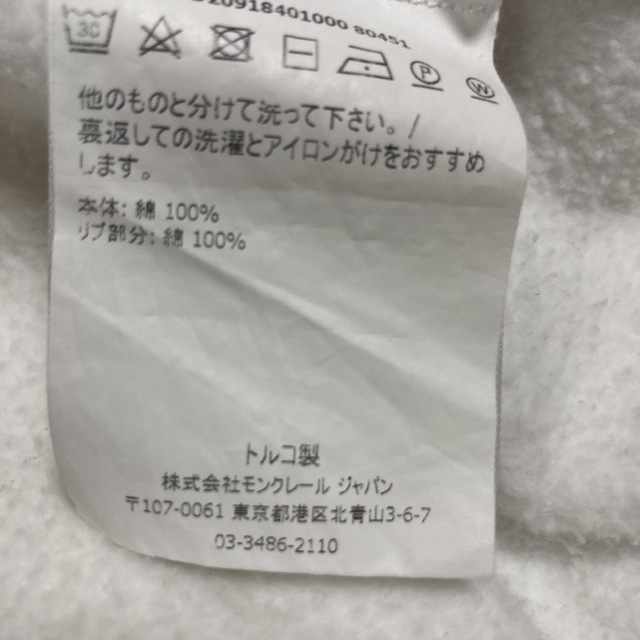 20918401000 80451
30
P
W
他のものと分けて洗って下さい。/
裏返しての洗濯とアイロンがけをおすすめ
します。
本体: 綿 100%
リブ部分: 綿 100%
トルコ製
株式会社モンクレール ジャパン
〒107-0061 東京都港区北青山3-6-7
03-3486-2110